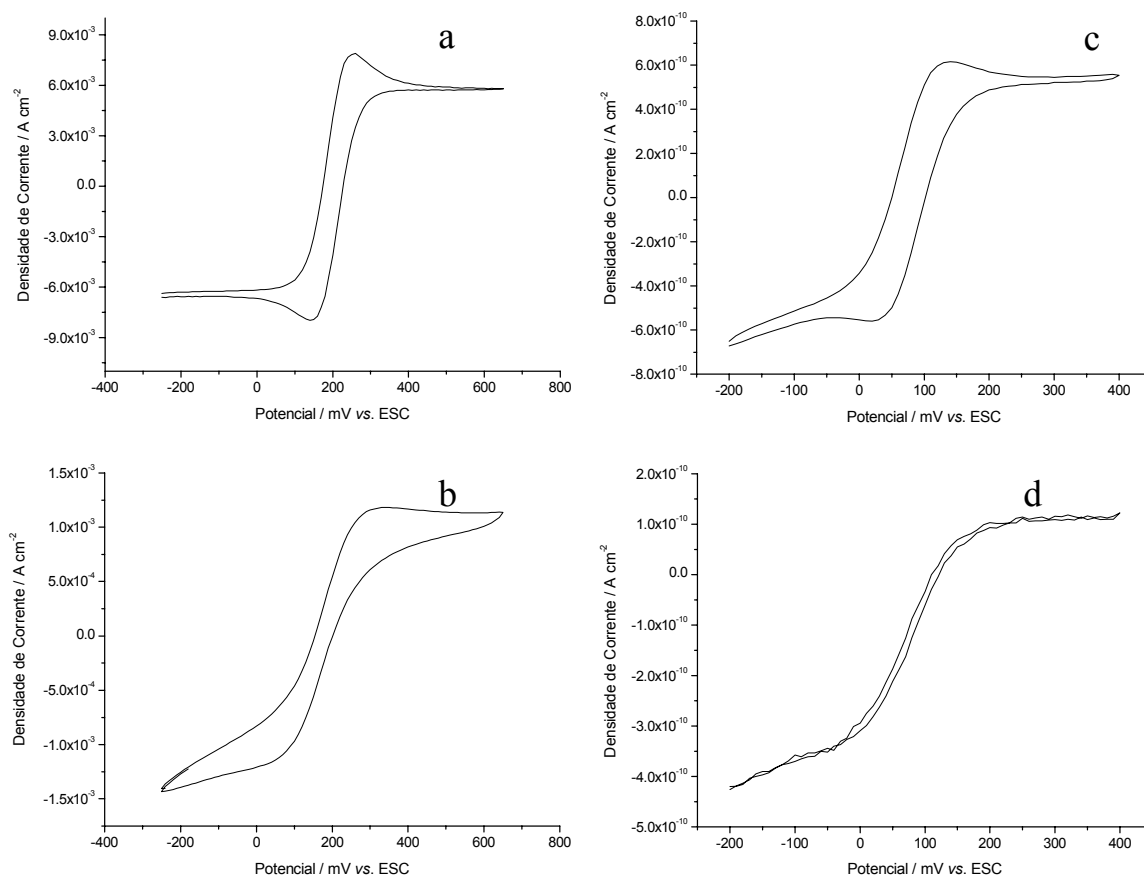 a
9.0x10-3
6.0x10-3
3.0x10-3
0.0
-3.0x10-3
-6.0x10-3
-9.0x10-3
Densidade de Corrente / A cm-2
-400 -200 0 200 400 600 800
Potencial / mV vs. ESC
c
8.0x10-10
6.0x10-10
4.0x10-10
2.0x10-10
0.0
-2.0x10-10
-4.0x10-10
-6.0x10-10
-8.0x10-10
Densidade de Corrente / A cm-2
-200 -100 0 100 200 300 400
Potencial / mV vs. ESC
b
1.5x10-3
1.0x10-3
5.0x10-4
0.0
-5.0x10-4
-1.0x10-3
-1.5x10-3
Densidade de Corrente / A cm-2
-400 -200 0 200 400 600 800
Potencial / mV vs. ESC
d
2.0x10-10
1.0x10-10
0.0
-1.0x10-10
-2.0x10-10
-3.0x10-10
-4.0x10-10
-5.0x10-10
Densidade de Corrente / A cm-2
-200 -100 0 100 200 300 400
Potencial / mV vs. ESC